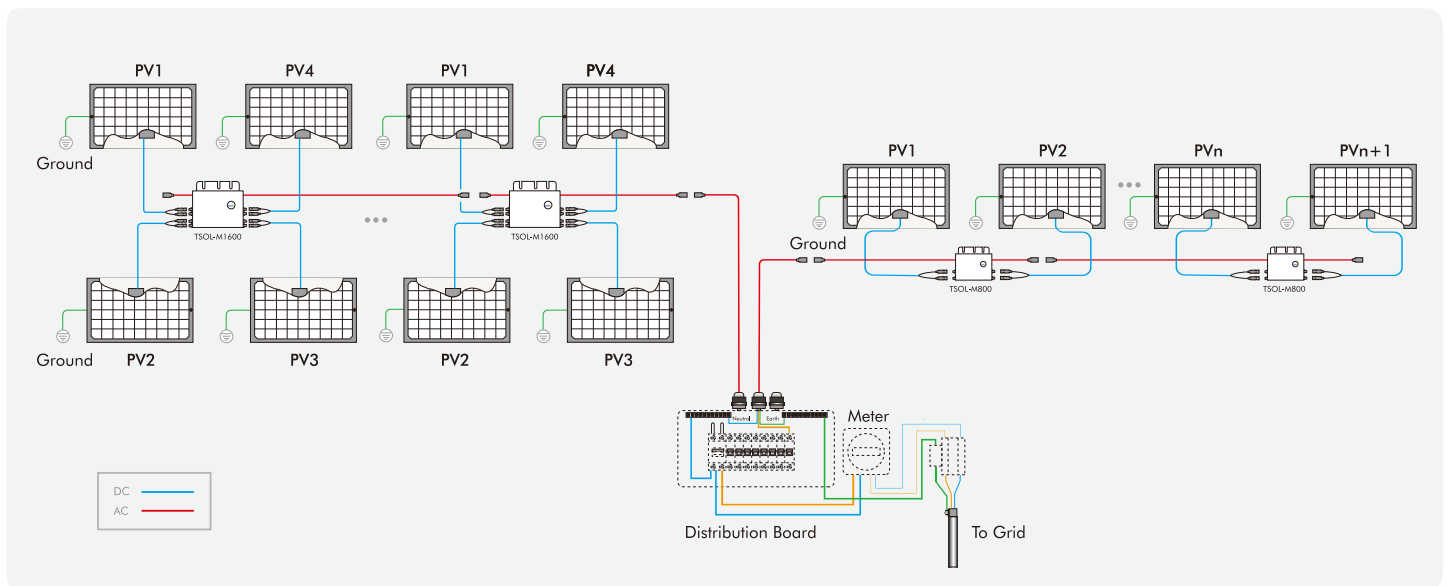 PV1
PV4
PV1
PV4
Ground
TSOL-M1600
TSOL-M1600
Ground
PV2
PV3
PV2
PV3
PV1
PV2
PVn
PVn+1
Ground
TSOL-M800
TSOL-M800
Neutral
Earth
Meter
Distribution Board
To Grid
DC
AC